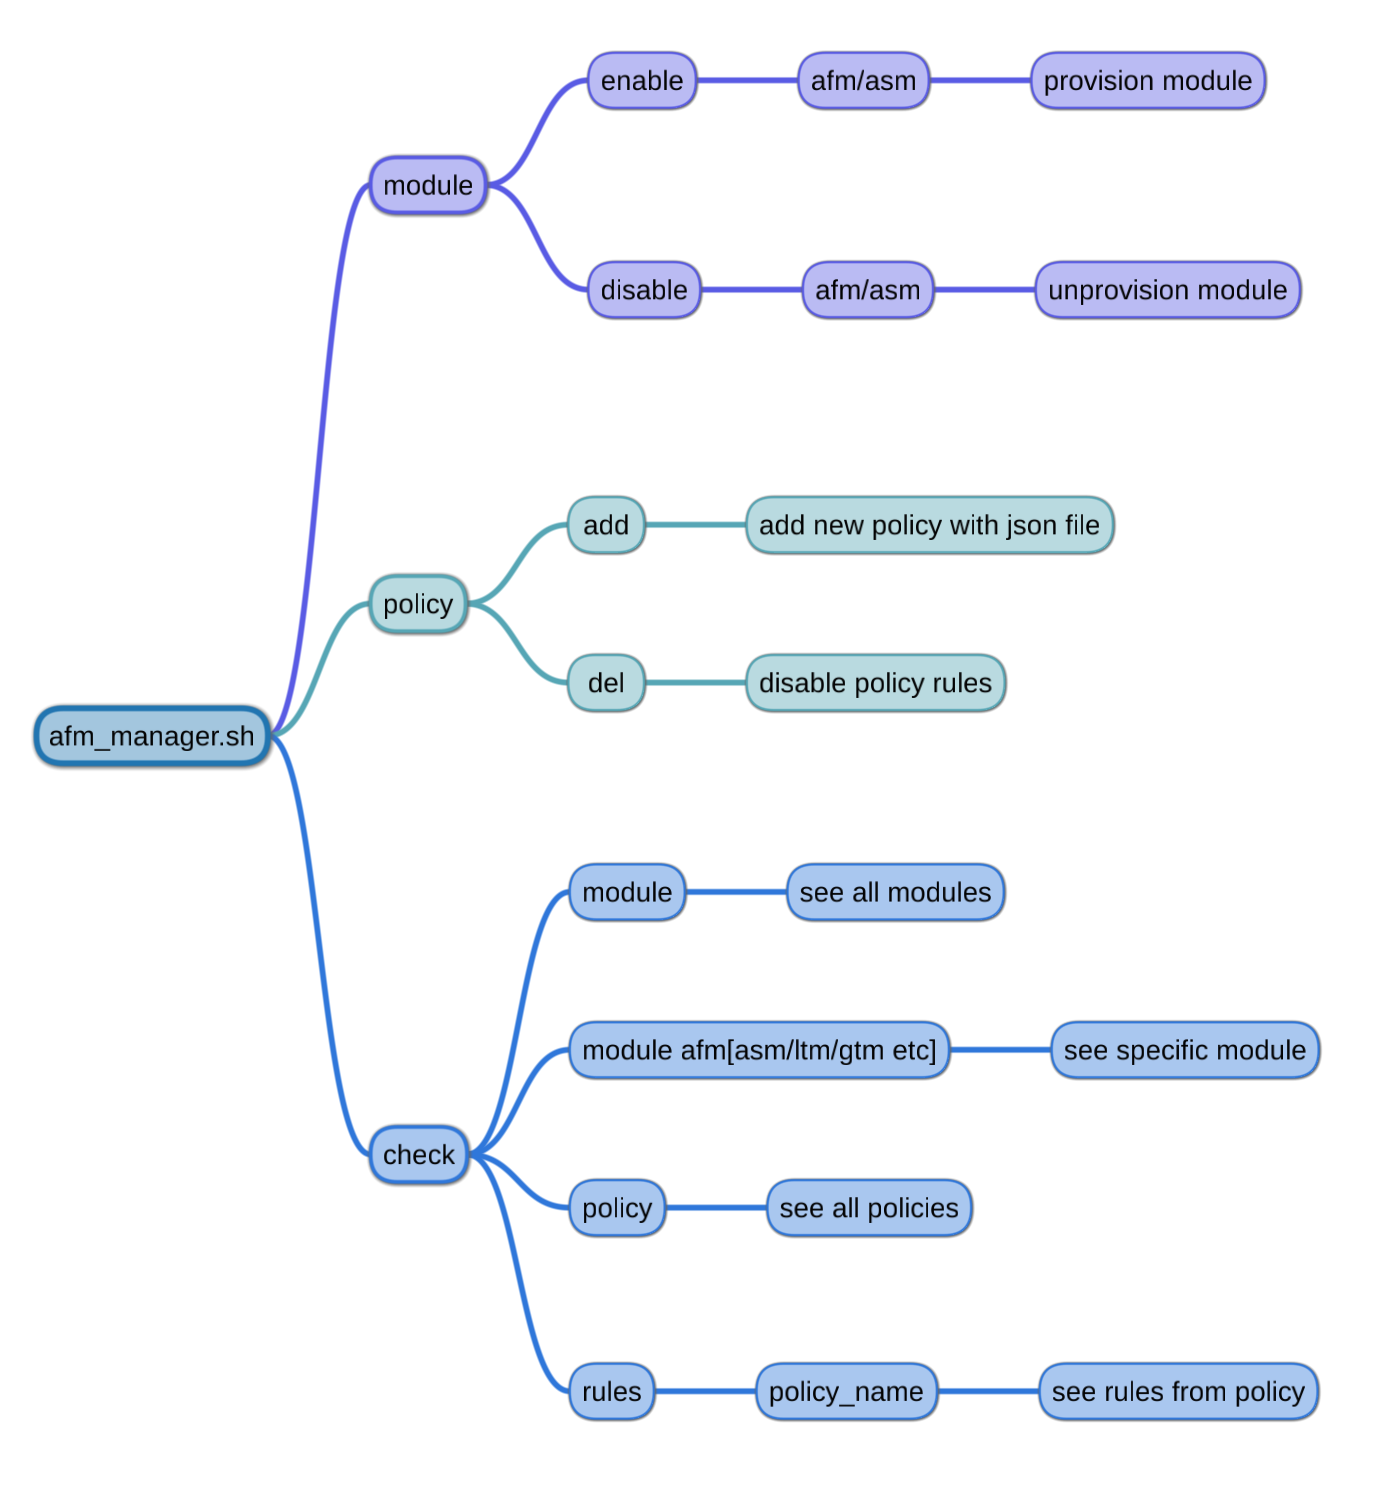 enable
afm/asm
provision module
module
disable
afm/asm
unprovision module
add
add new policy with json file
policy
del
disable policy rules
afm_manager.sh
module
see all modules
module afm[asm/ltm/gtm etc]
see specific module
check
policy
see all policies
rules
policy_name
see rules from policy